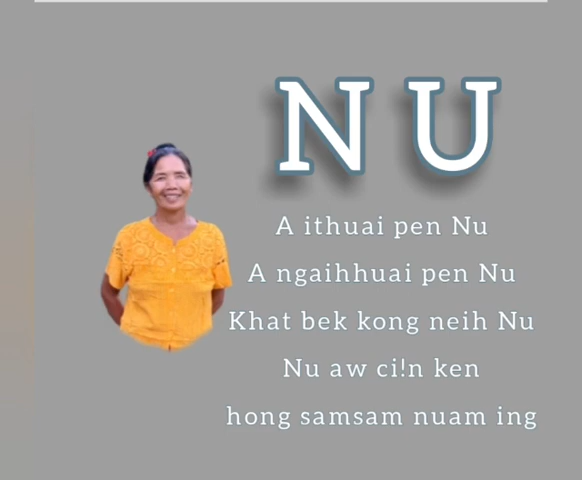 NU
A ithuai pen Nu
A ngaihhuai pen Nu
Khat bek kong neih Nu
Nu aw ci!n ken
hong samsam nuam ing